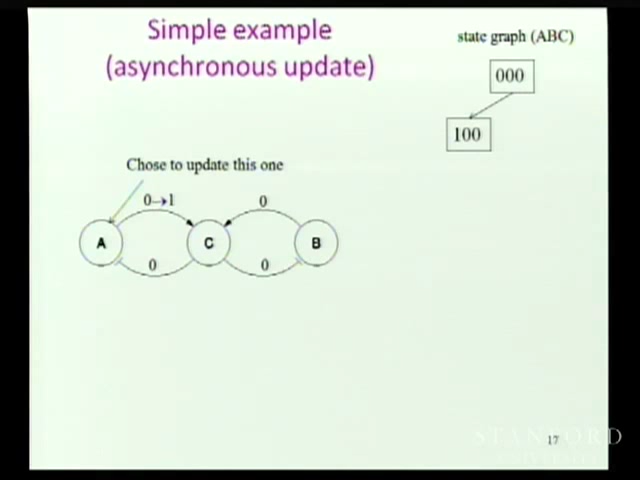 Simple example
(asynchronous update)
state graph (ABC)
000
100
Chose to update this one
0→1
0
A
C
B
0
0
17
STANFORD
UNIVERSITY